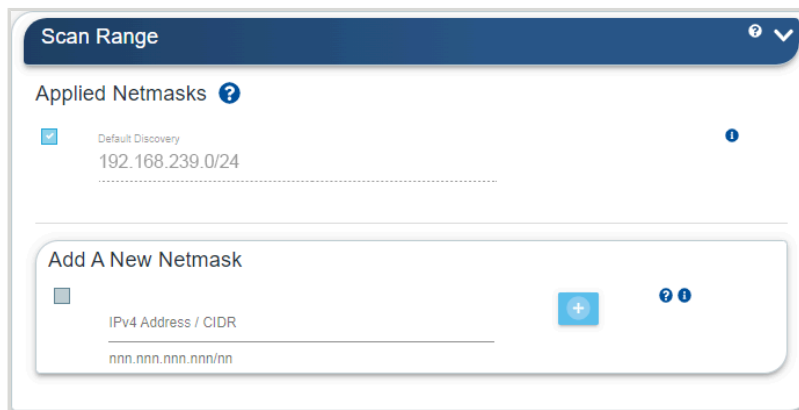 Scan Range
Applied Netmasks
Default Discovery
192.168.239.0/24
Add A New Netmask
IPv4 Address / CIDR
nnn.nnn.nnn.nnn/nn